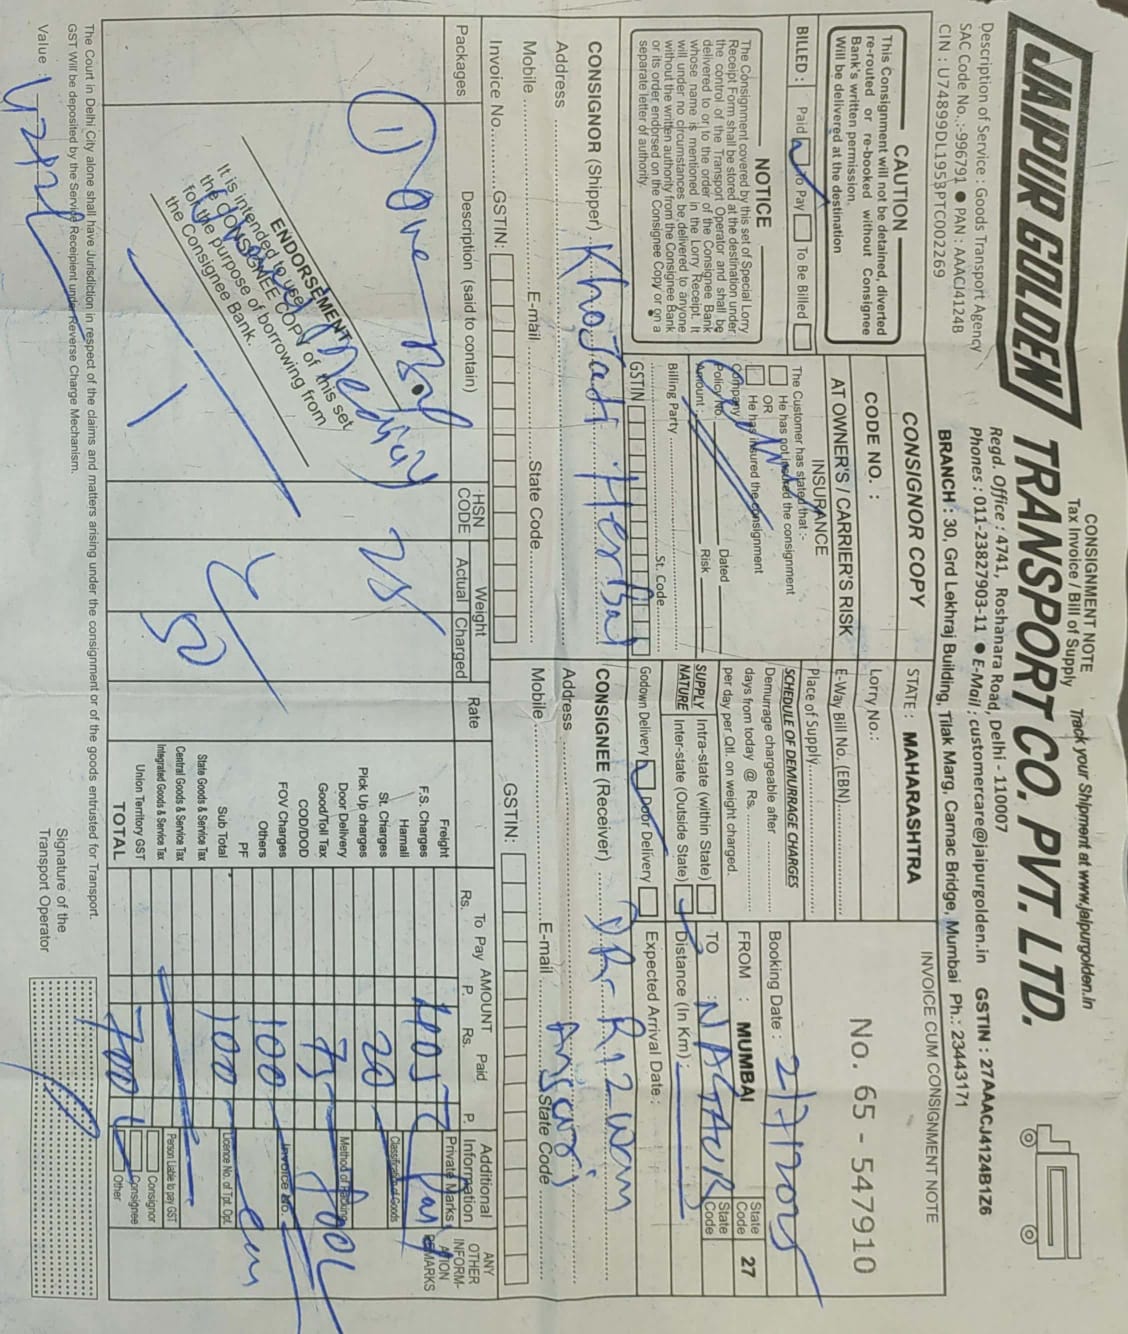 CONSIGNMENT NOTE
Tax Invoice / Bill of Supply
Track your Shipment at www.jaipurgolden.in
JAIPUR GOLDEN TRANSPORT CO. PVT. LTD.
Regd. Office : 4741, Roshanara Road, Delhi - 110007
Phones : 011-23827903-11 ● E-Mail : customercare@jaipurgolden.in GSTIN : 27AAACJ4124B1Z6
Description of Service : Goods Transport Agency
SAC Code No.,:-996791 ● PAN : AAACJ4124B
CIN : U74899DL1958PTC002269
BRANCH : 30, Grd Lekhraj Building, Tilak Marg, Carnac Bridge, Mumbai Ph.: 23443171
CAUTION
This Consignment will not be detained, diverted
re-routed or re-booked without Consignee
Bank's written permission.
Will be delivered at the destination
BILLED : Paid To Pay To Be Billed
NOTICE
The Consignment covered by this set of Special Lorry
Receipt Form shall be stored at the destination under
the control of the Transport Operator and shall be
delivered to or to the order of the Consignee Bank
whose name is mentioned in the Lorry Receipt. It
will under no circumstances be delivered to anyone
without the written authority from the Consignee Bank
or its order endorsed on the Consignee Copy or on a
separate letter of authority.
CONSIGNOR COPY
CODE NO. :
AT OWNER'S / CARRIER'S RISK
INSURANCE
The Customer has stated that :-
He has not insured the consignment
OR
He has insured the consignment
Company
Policy No. Dated
Amount : Risk
Billing Party
St. Code
GSTIN
STATE : MAHARASHTRA
Lorry No.:
E-Way Bill No. (EBN)
Place of Supply
SCHEDULE OF DEMURRAGE CHARGES
Demurrage chargeable after
days from today @ Rs.
per day per Qtl. on weight charged.
SUPPLY NATURE
Intra-state (within State)
Inter-state (Outside State)
Godown Delivery Door Delivery
INVOICE CUM CONSIGNMENT NOTE
No. 65 - 547910
Booking Date :
FROM : MUMBAI State Code 27
TO : NAGAUR State Code
Distance (In Km) :
Expected Arrival Date :
CONSIGNOR (Shipper) Khojati Herbal
Address
Mobile E-mail State Code
Invoice No. GSTIN:
CONSIGNEE (Receiver) DR. Rizwan
Address Ansari
Mobile E-mail State Code
GSTIN:
Packages Description (said to contain) HSN CODE Weight Actual Charged Rate
AMOUNT To Pay Rs. P. Paid Rs. P.
Additional Information
ANY OTHER INFORMATION
REMARKS
① One
25
50
ENDORSEMENT
It is intended to use
the CONSIGNEE COPY of this set
for the purpose of borrowing from
the Consignee Bank.
Freight 405
F.S. Charges
Hamali
St. Charges 20
Pick Up charges
Door Delivery
Good/Toll Tax 75
COD/DOD
FOV Charges
Others 100
PF
Sub Total 100
State Goods & Service Tax
Central Goods & Service Tax
Integrated Goods & Service Tax
Union Territory GST
TOTAL 700
Private Marks
Classification of Goods
Method of Packing
Invoice No.
Licence No. of Tpt. Opt.
Person Liable to pay GST
Consignor
Consignee
Other
The Court in Delhi City alone shall have Jurisdiction in respect of the claims and matters arising under the consignment or of the goods entrusted for Transport.
GST Will be deposited by the Service Receipient under Reverse Charge Mechanism.
Value :
Signature of the
Transport Operator